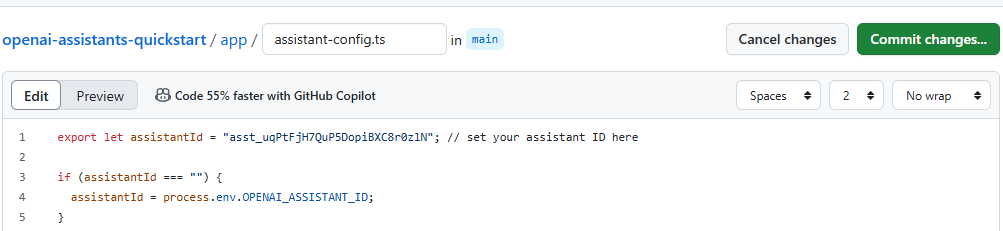 openai-assistants-quickstart / app / assistant-config.ts in main Cancel changes Commit changes...
Edit Preview Code 55% faster with GitHub Copilot Spaces 2 No wrap
1 export let assistantId = "asst_uqPtFjH7QuP5DopiBXC8r0zlN"; // set your assistant ID here
2
3 if (assistantId === "") {
4 assistantId = process.env.OPENAI_ASSISTANT_ID;
5 }